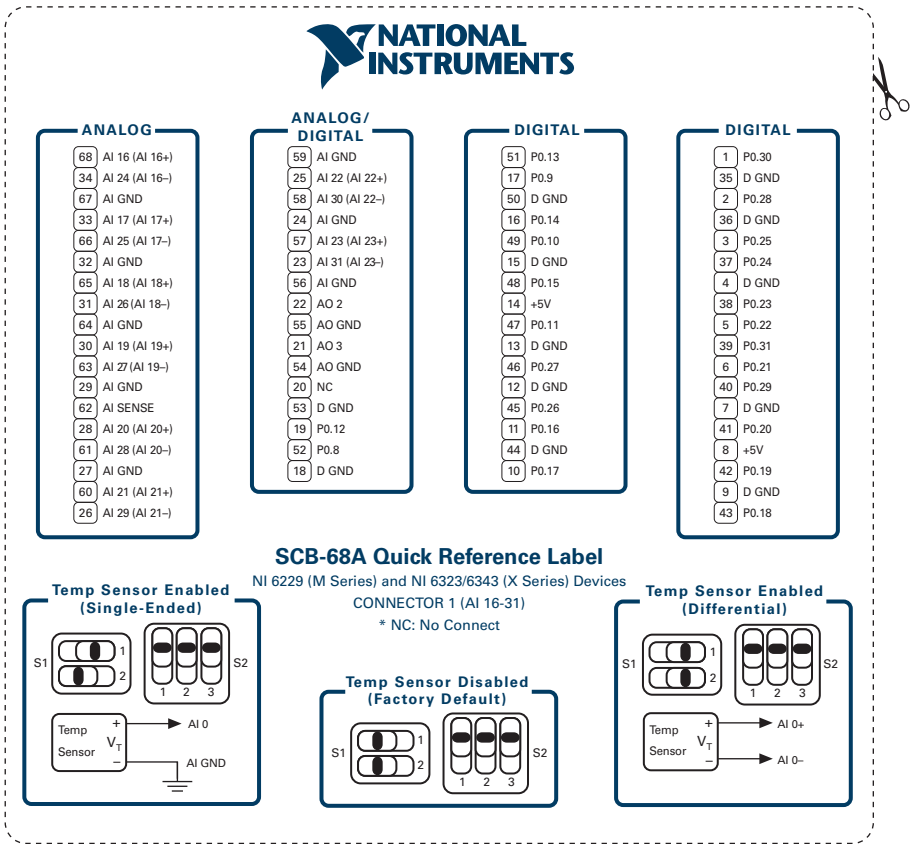 NATIONAL
INSTRUMENTS
ANALOG
68 AI 16 (AI 16+)
34 AI 24 (AI 16–)
67 AI GND
33 AI 17 (AI 17+)
66 AI 25 (AI 17–)
32 AI GND
65 AI 18 (AI 18+)
31 AI 26 (AI 18–)
64 AI GND
30 AI 19 (AI 19+)
63 AI 27 (AI 19–)
29 AI GND
62 AI SENSE
28 AI 20 (AI 20+)
61 AI 28 (AI 20–)
27 AI GND
60 AI 21 (AI 21+)
26 AI 29 (AI 21–)
ANALOG/
DIGITAL
59 AI GND
25 AI 22 (AI 22+)
58 AI 30 (AI 22–)
24 AI GND
57 AI 23 (AI 23+)
23 AI 31 (AI 23–)
56 AI GND
22 AO 2
55 AO GND
21 AO 3
54 AO GND
20 NC
53 D GND
19 P0.12
52 P0.8
18 D GND
DIGITAL
51 P0.13
17 P0.9
50 D GND
16 P0.14
49 P0.10
15 D GND
48 P0.15
14 +5V
47 P0.11
13 D GND
46 P0.27
12 D GND
45 P0.26
11 P0.16
44 D GND
10 P0.17
DIGITAL
1 P0.30
35 D GND
2 P0.28
36 D GND
3 P0.25
37 P0.24
4 D GND
38 P0.23
5 P0.22
39 P0.31
6 P0.21
40 P0.29
7 D GND
41 P0.20
8 +5V
42 P0.19
9 D GND
43 P0.18
SCB-68A Quick Reference Label
NI 6229 (M Series) and NI 6323/6343 (X Series) Devices
CONNECTOR 1 (AI 16-31)
* NC: No Connect
Temp Sensor Enabled
(Single-Ended)
S1 1 S2
2
1 2 3
Temp + AI 0
Sensor VT
– AI GND
Temp Sensor Disabled
(Factory Default)
S1 1 S2
2
1 2 3
Temp Sensor Enabled
(Differential)
S1 1 S2
2
1 2 3
Temp + AI 0+
Sensor VT
– AI 0–